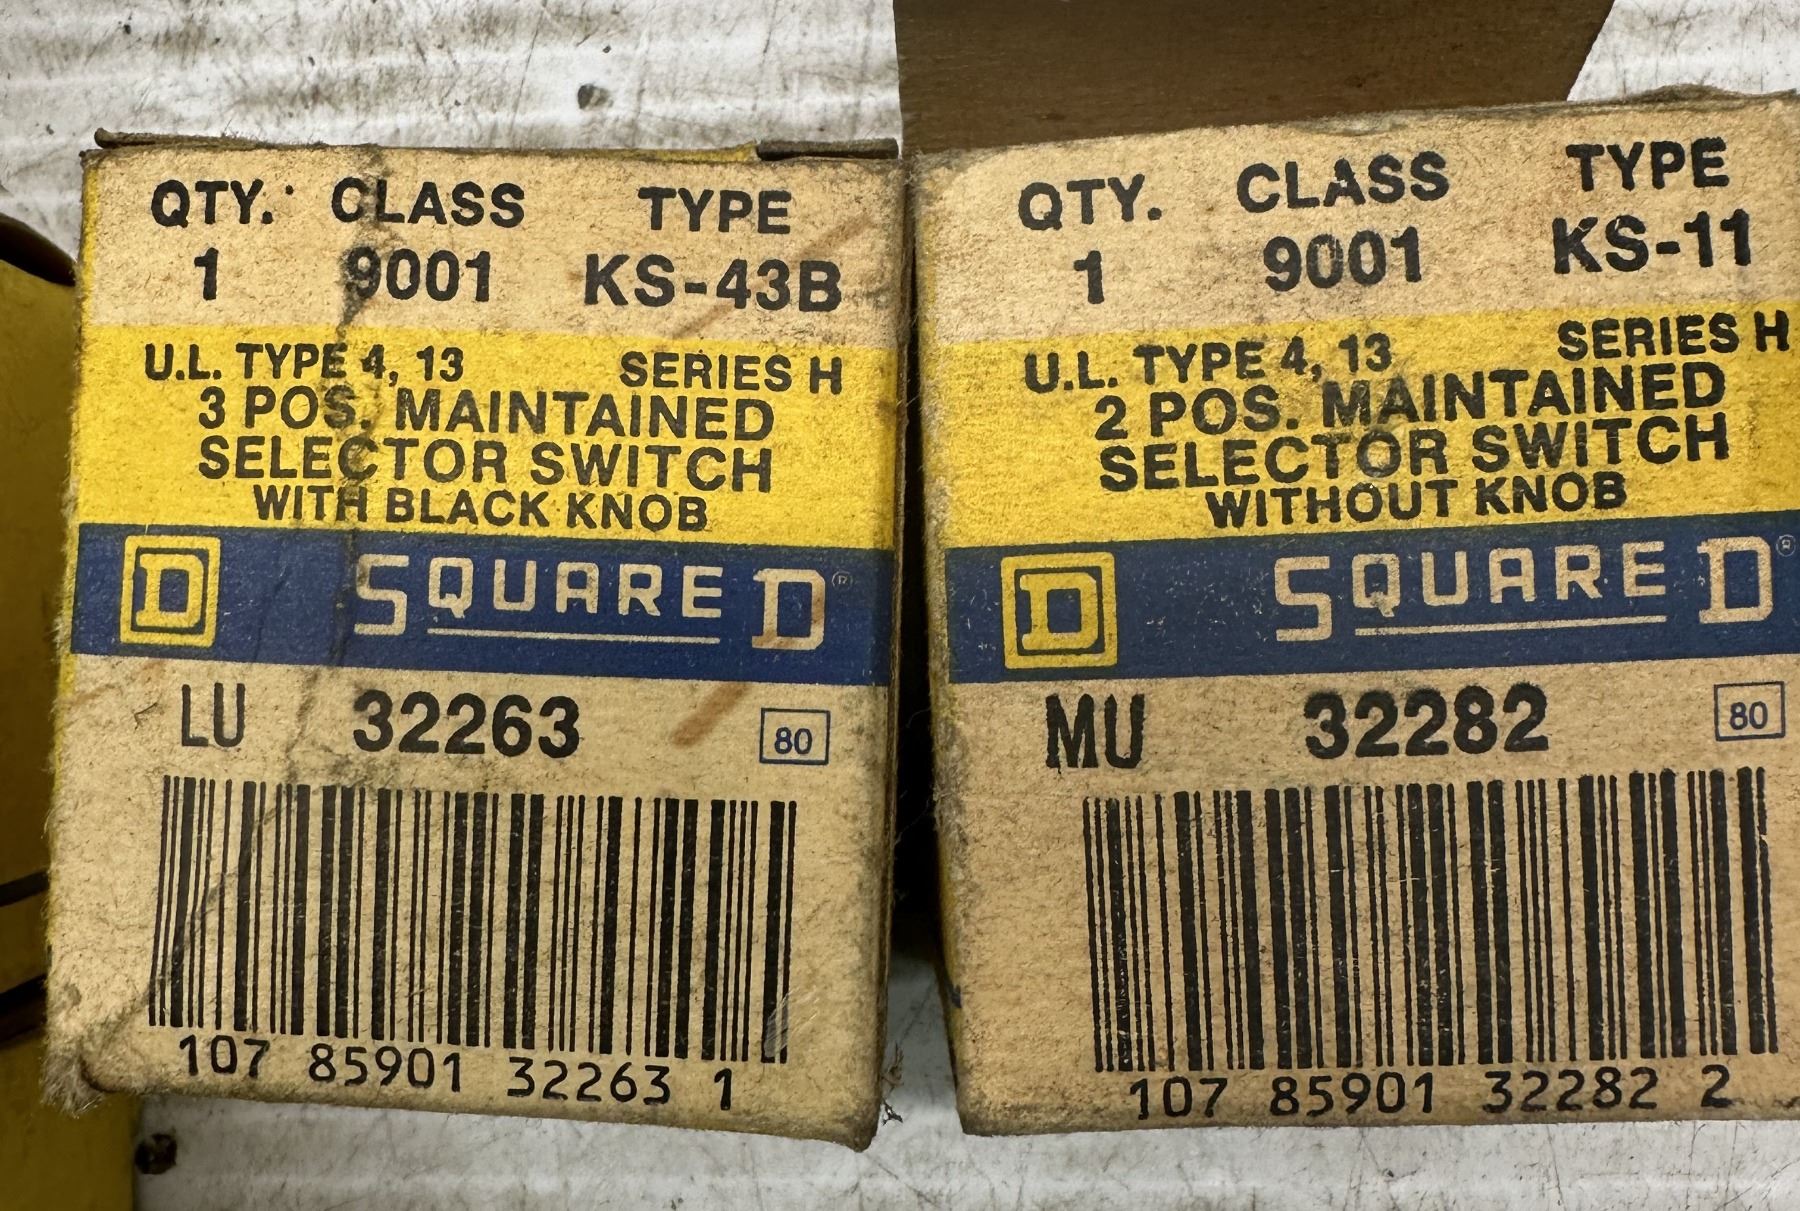 QTY. CLASS TYPE
1 9001 KS-43B
U.L. TYPE 4, 13 SERIES H
3 POS. MAINTAINED
SELECTOR SWITCH
WITH BLACK KNOB
D SQUARE D ®
LU 32263 80
107 85901 32263 1
QTY. CLASS TYPE
1 9001 KS-11
U.L. TYPE 4, 13 SERIES H
2 POS. MAINTAINED
SELECTOR SWITCH
WITHOUT KNOB
D SQUARE D ®
MU 32282 80
107 85901 32282 2